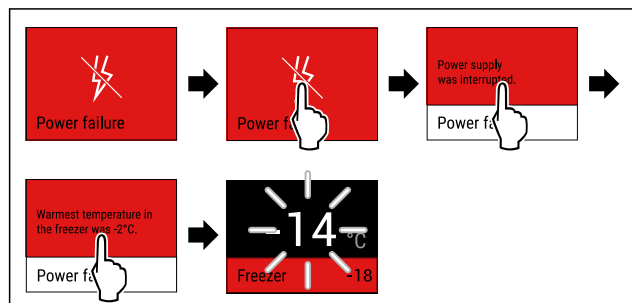 Power failure
Power fa
Power supply
was interrupted.
Power fa
Warmest temperature in
the freezer was -2°C.
Power fa
-14 °C
Freezer -18